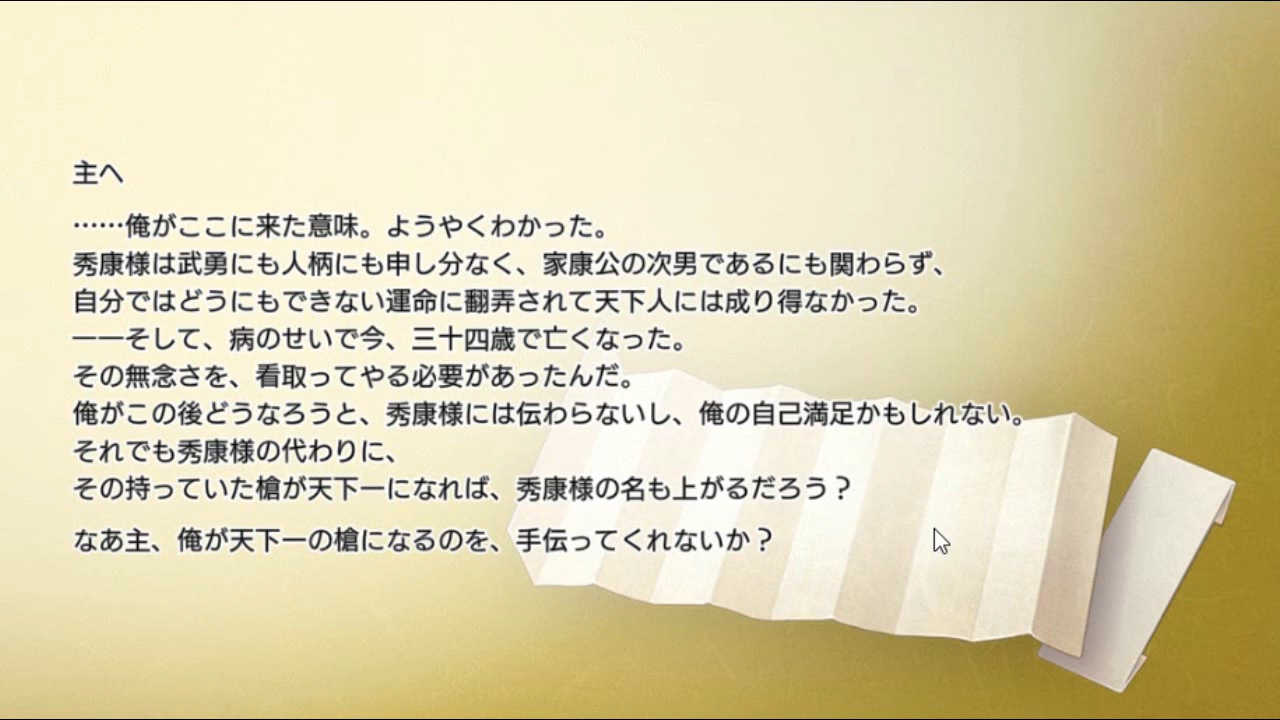 主へ
……俺がここに来た意味。ようやくわかった。
秀康様は武勇にも人柄にも申し分なく、家康公の次男であるにも関わらず、
自分ではどうにもできない運命に翻弄されて天下人には成り得なかった。
――そして、病のせいで今、三十四歳で亡くなった。
その無念さを、看取ってやる必要があったんだ。
俺がこの後どうなろうと、秀康様には伝わらないし、俺の自己満足かもしれない。
それでも秀康様の代わりに、
その持っていた槍が天下一になれば、秀康様の名も上がるだろう？
なあ主、俺が天下一の槍になるのを、手伝ってくれないか？